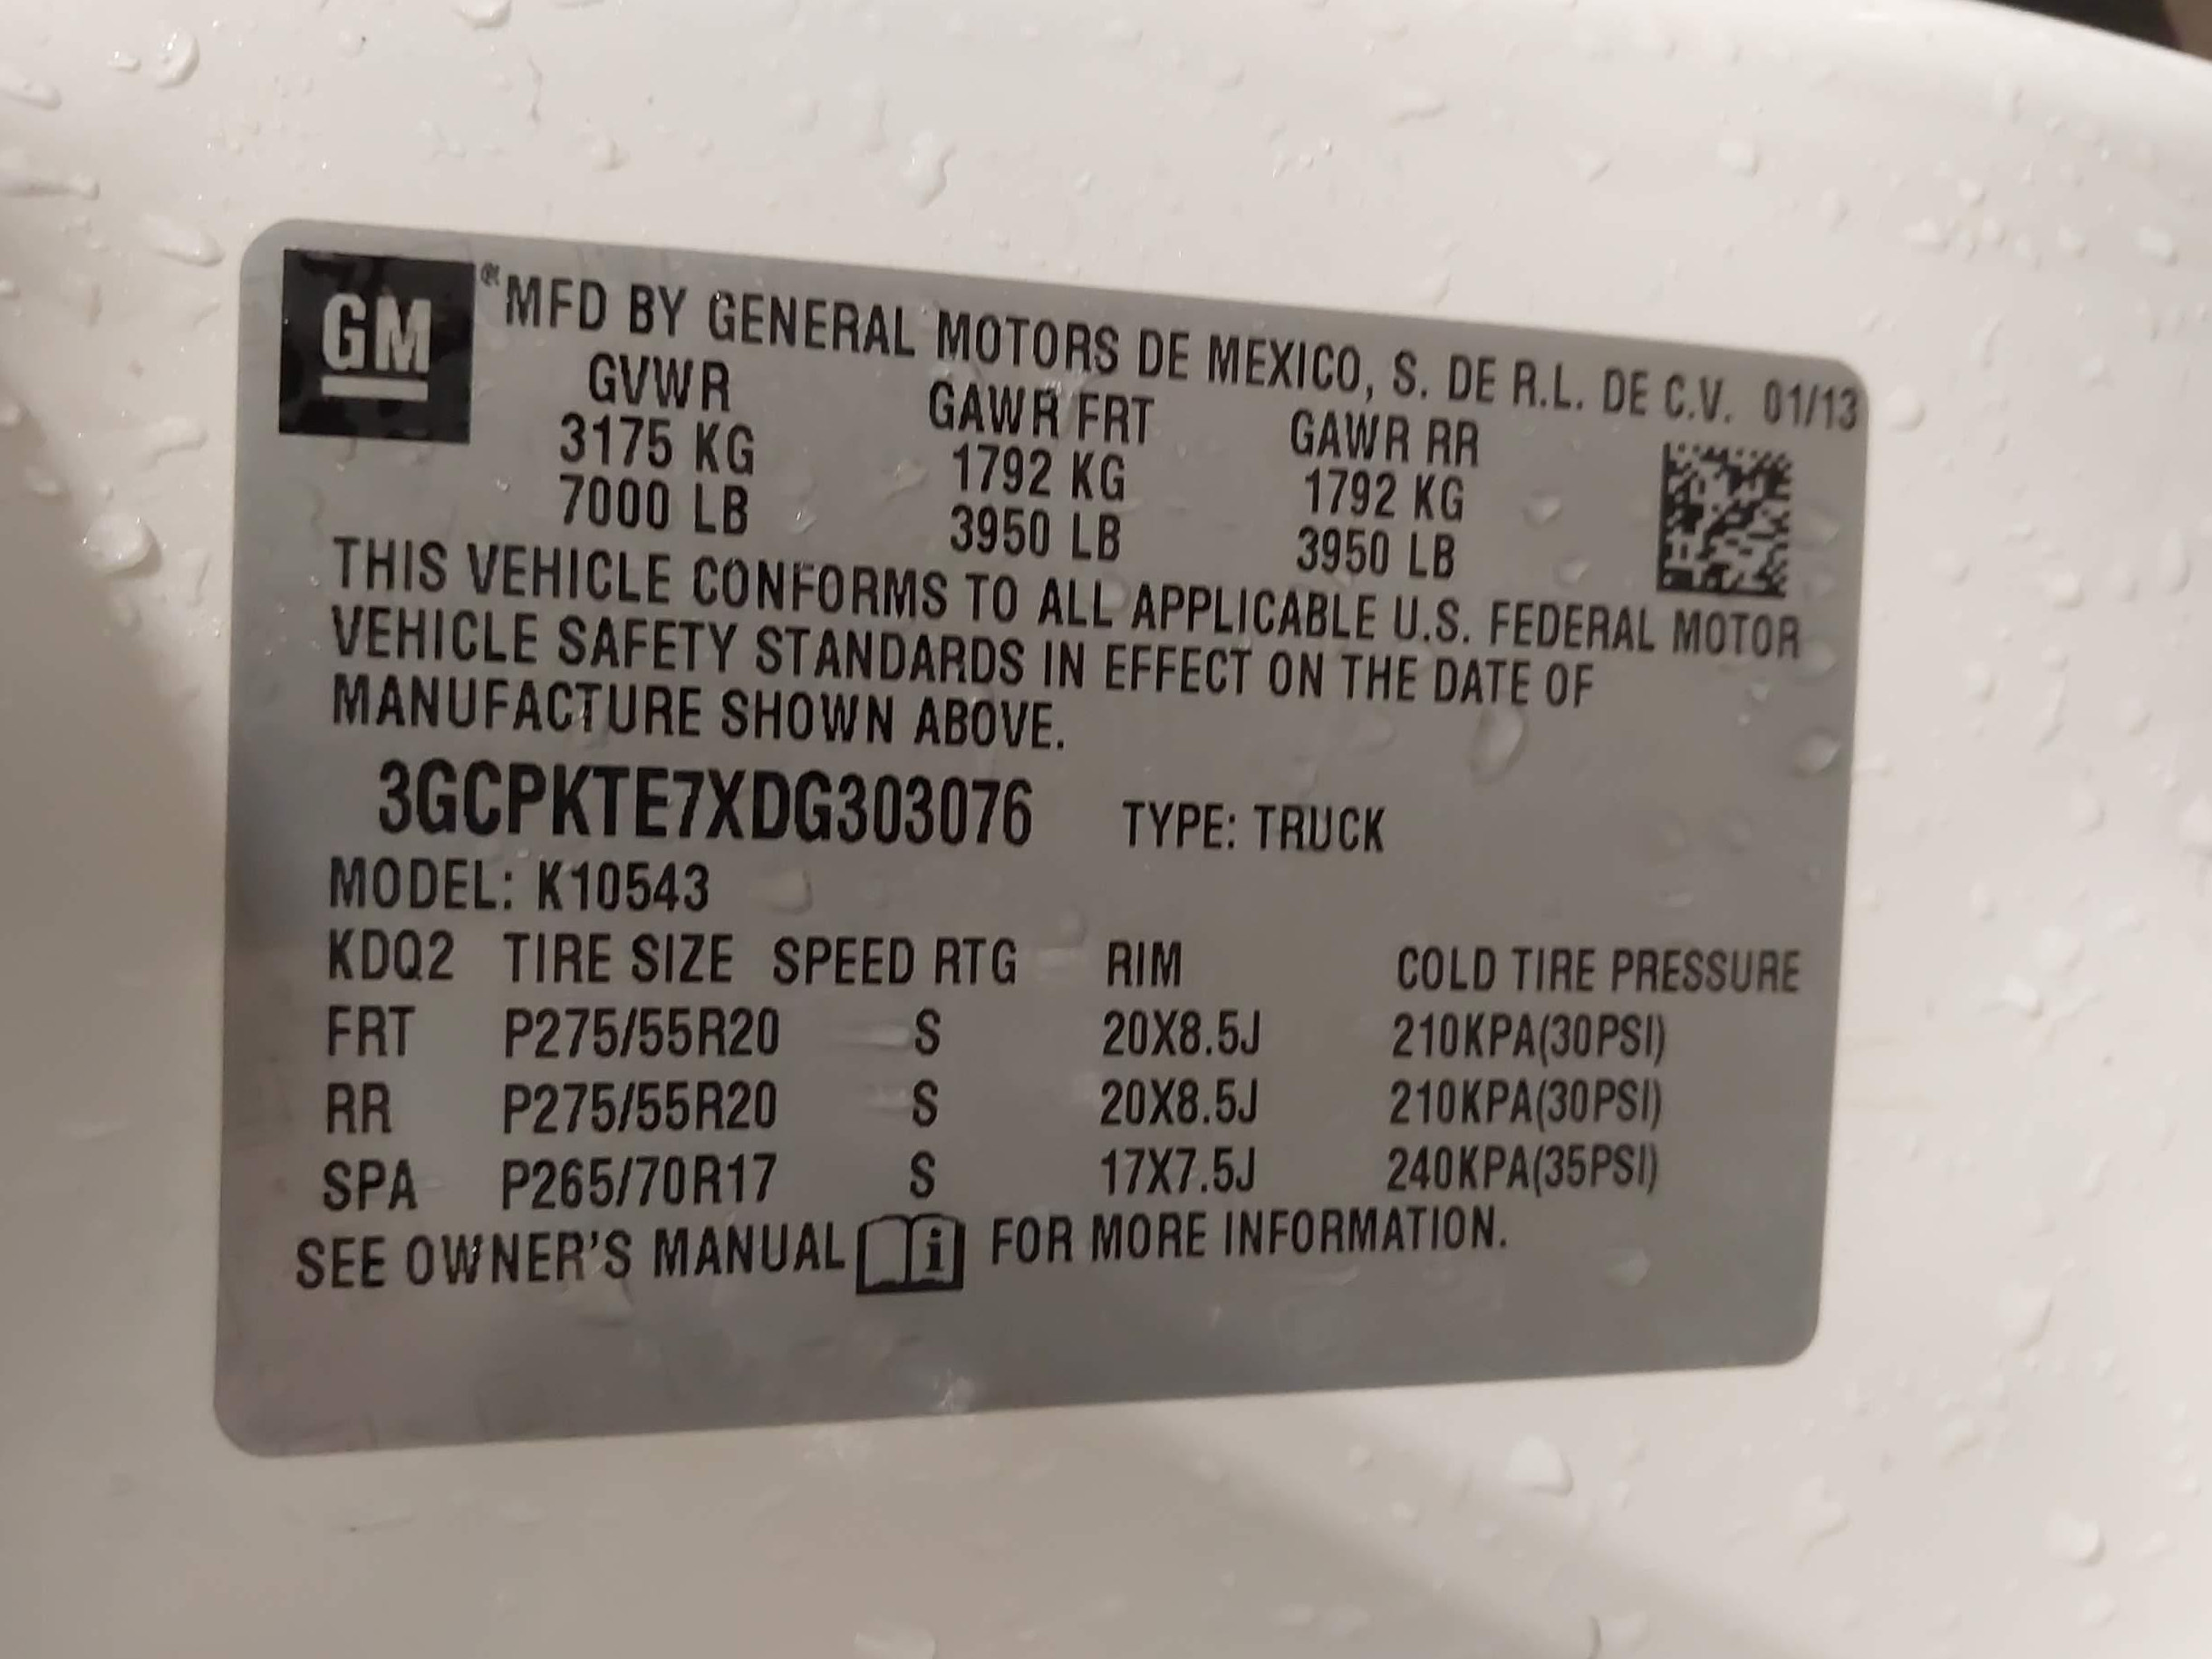 GM
® MFD BY GENERAL MOTORS DE MEXICO, S. DE R.L. DE C.V. 01/13
GVWR GAWR FRT GAWR RR
3175 KG 1792 KG 1792 KG
7000 LB 3950 LB 3950 LB
THIS VEHICLE CONFORMS TO ALL APPLICABLE U.S. FEDERAL MOTOR
VEHICLE SAFETY STANDARDS IN EFFECT ON THE DATE OF
MANUFACTURE SHOWN ABOVE.
3GCPKTE7XDG303076 TYPE: TRUCK
MODEL: K10543
KDQ2 TIRE SIZE SPEED RTG RIM COLD TIRE PRESSURE
FRT P275/55R20 S 20X8.5J 210KPA(30PSI)
RR P275/55R20 S 20X8.5J 210KPA(30PSI)
SPA P265/70R17 S 17X7.5J 240KPA(35PSI)
SEE OWNER'S MANUAL i FOR MORE INFORMATION.